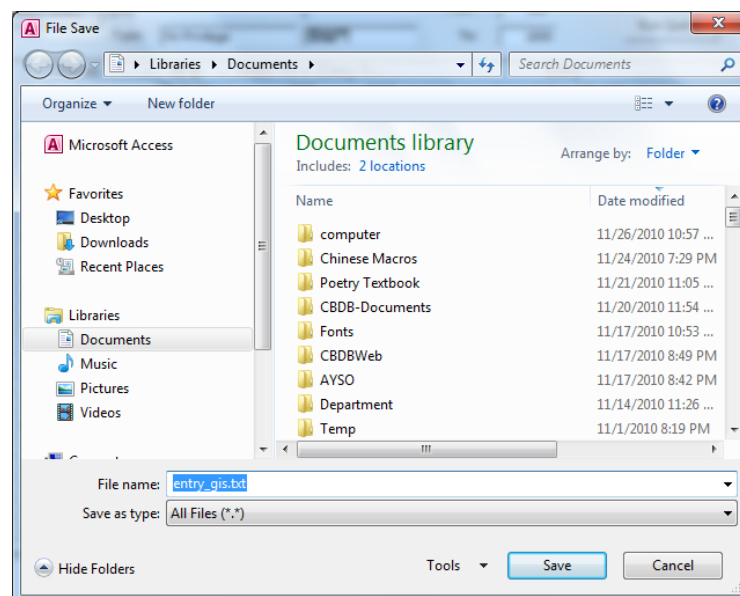 File Save
Libraries Documents
Search Documents
Organize New folder
Microsoft Access
Favorites
Desktop
Downloads
Recent Places
Libraries
Documents
Music
Pictures
Videos
Documents library
Includes: 2 locations
Arrange by: Folder
Name Date modified
computer 11/26/2010 10:57 ...
Chinese Macros 11/24/2010 7:29 PM
Poetry Textbook 11/21/2010 11:05 ...
CBDB-Documents 11/20/2010 11:54 ...
Fonts 11/17/2010 10:53 ...
CBDBWeb 11/17/2010 8:49 PM
AYSO 11/17/2010 8:42 PM
Department 11/14/2010 11:26 ...
Temp 11/1/2010 8:19 PM
File name: entry_gis.txt
Save as type: All Files (*.*)
Hide Folders
Tools
Save
Cancel